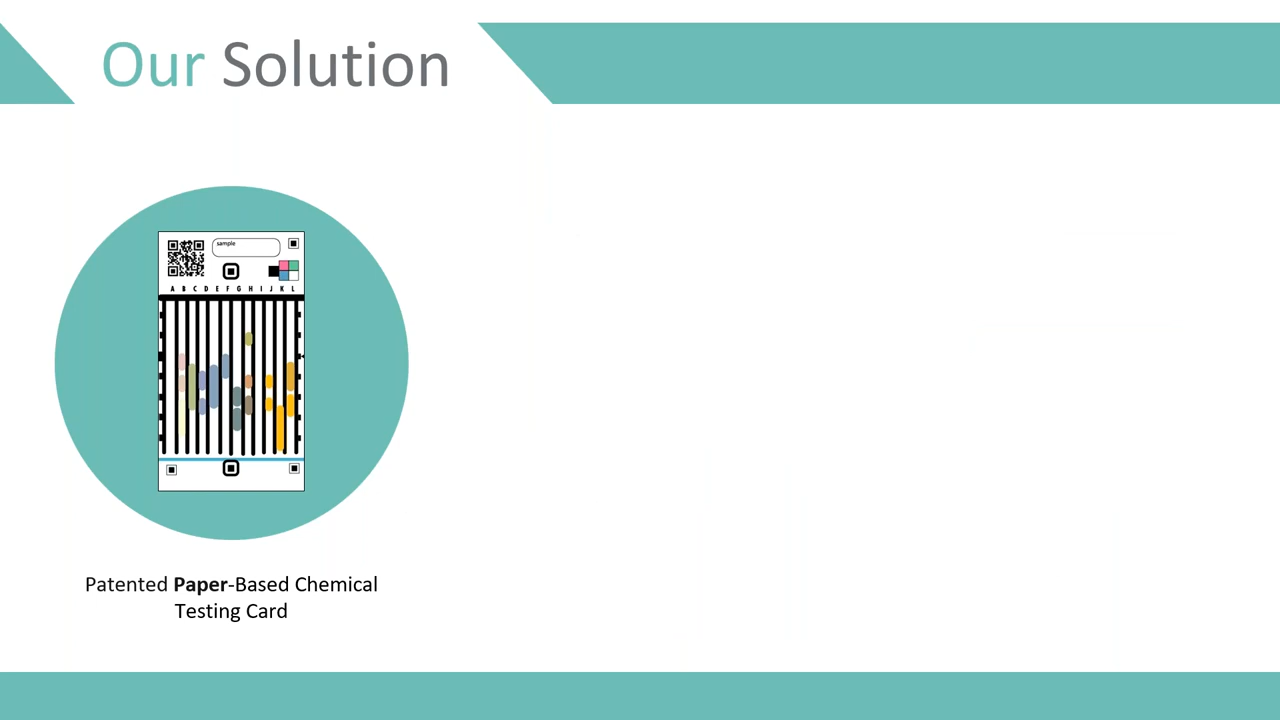 Our Solution
sample
A B C D E F G H I J K L
Patented Paper-Based Chemical
Testing Card